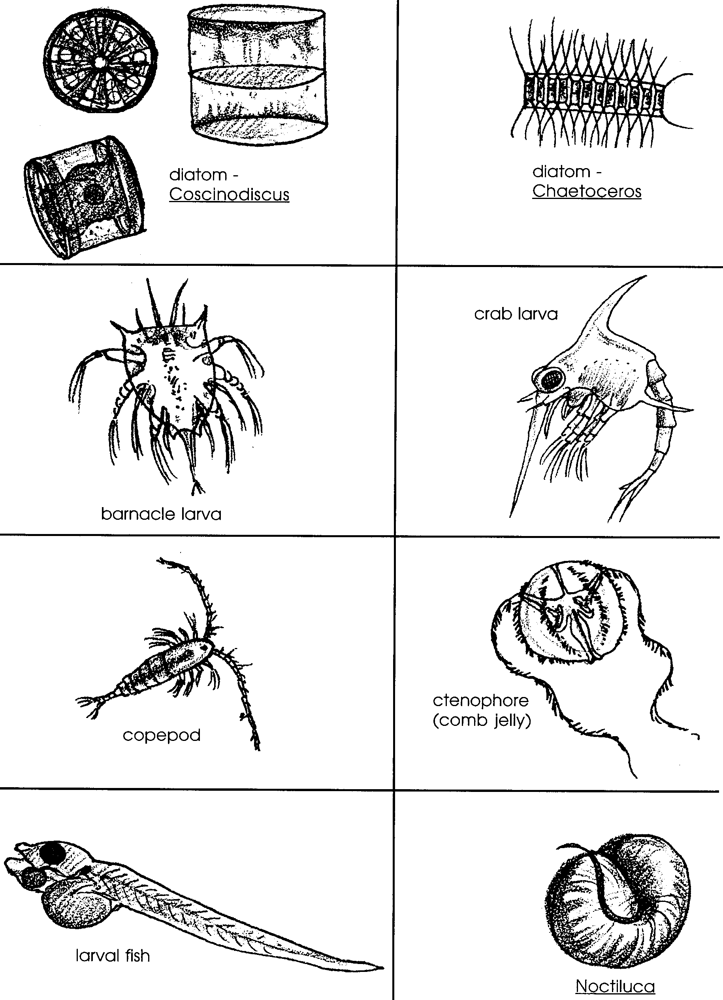 diatom -
Coscinodiscus
diatom -
Chaetoceros
barnacle larva
crab larva
copepod
ctenophore
(comb jelly)
larval fish
Noctiluca